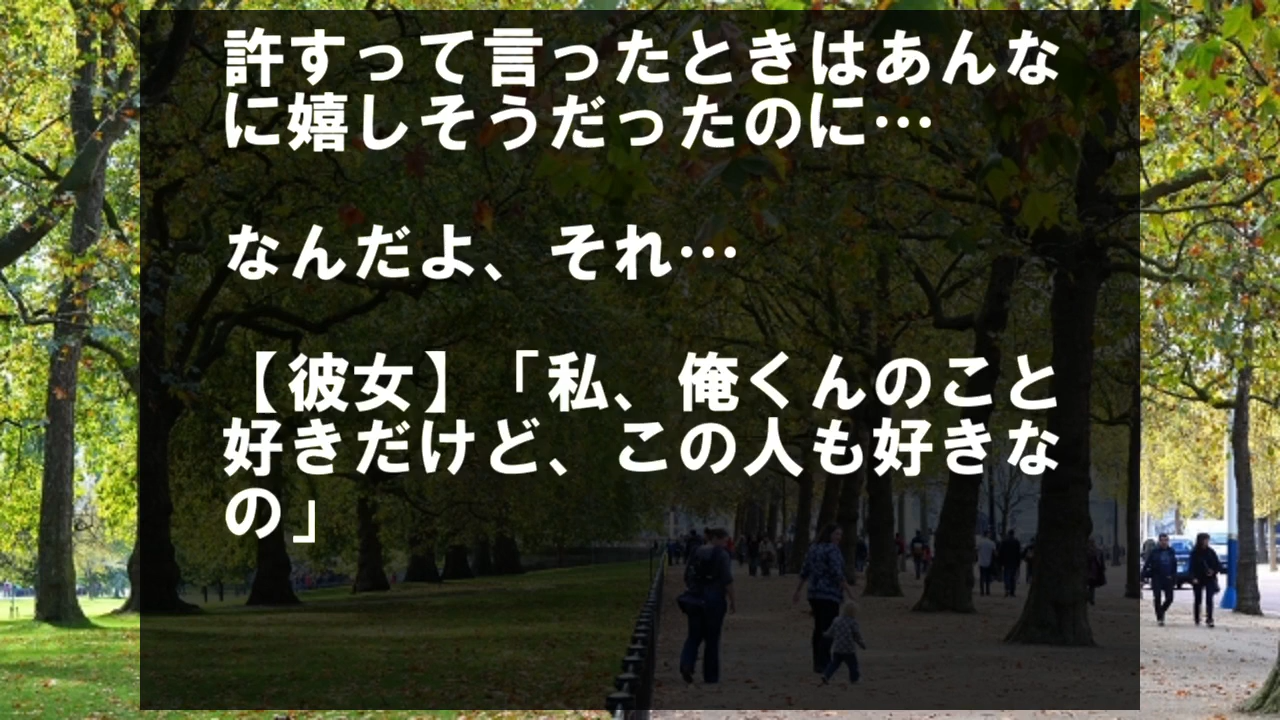 許すって言ったときはあんな
に嬉しそうだったのに…
なんだよ、それ…
【彼女】「私、俺くんのこと
好きだけど、この人も好きな
の」